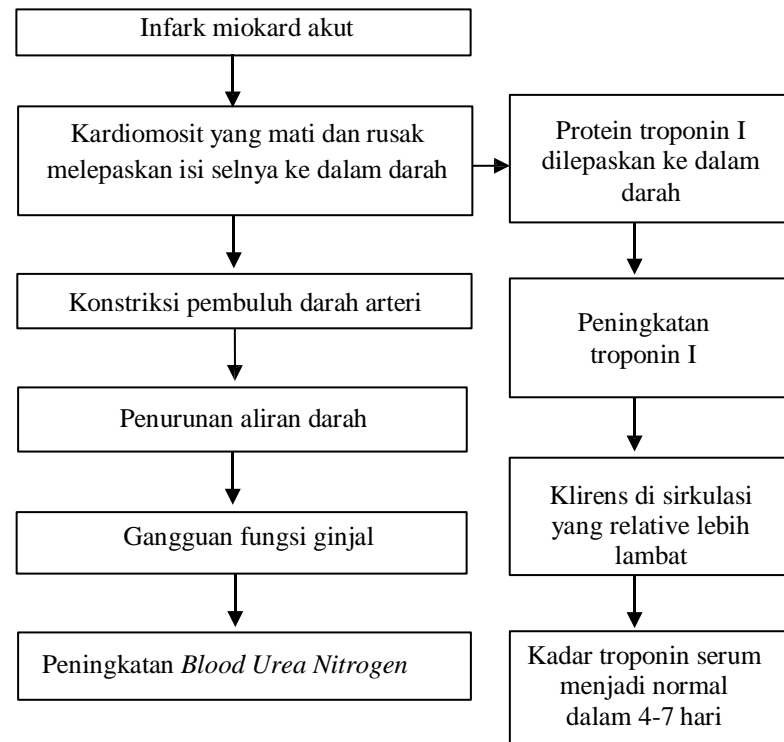 Infark miokard akut
Kardiomosit yang mati dan rusak
melepaskan isi selnya ke dalam darah
Konstriksi pembuluh darah arteri
Penurunan aliran darah
Gangguan fungsi ginjal
Peningkatan Blood Urea Nitrogen
Protein troponin I
dilepaskan ke dalam
darah
Peningkatan
troponin I
Klirens di sirkulasi
yang relative lebih
lambat
Kadar troponin serum
menjadi normal
dalam 4-7 hari